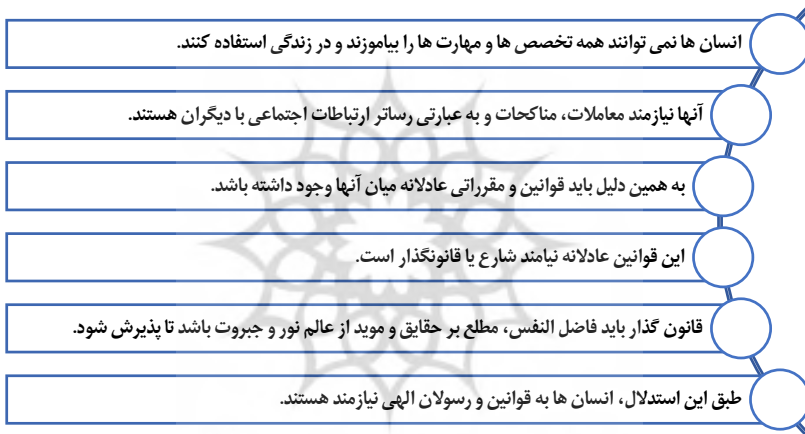 انسان ها نمی توانند همه تخصص ها و مهارت ها را بیاموزند و در زندگی استفاده کنند.
آنها نیازمند معاملات، مناکحات و به عبارتی رساتر ارتباطات اجتماعی با دیگران هستند.
به همین دلیل باید قوانین و مقرراتی عادلانه میان آنها وجود داشته باشد.
این قوانین عادلانه نیامند شارع یا قانونگذار است.
قانون گذار باید فاضل النفس، مطلع بر حقایق و موید از عالم نور و جبروت باشد تا پذیرش شود.
طبق این استدلال، انسان ها به قوانین و رسولان الهی نیازمند هستند.